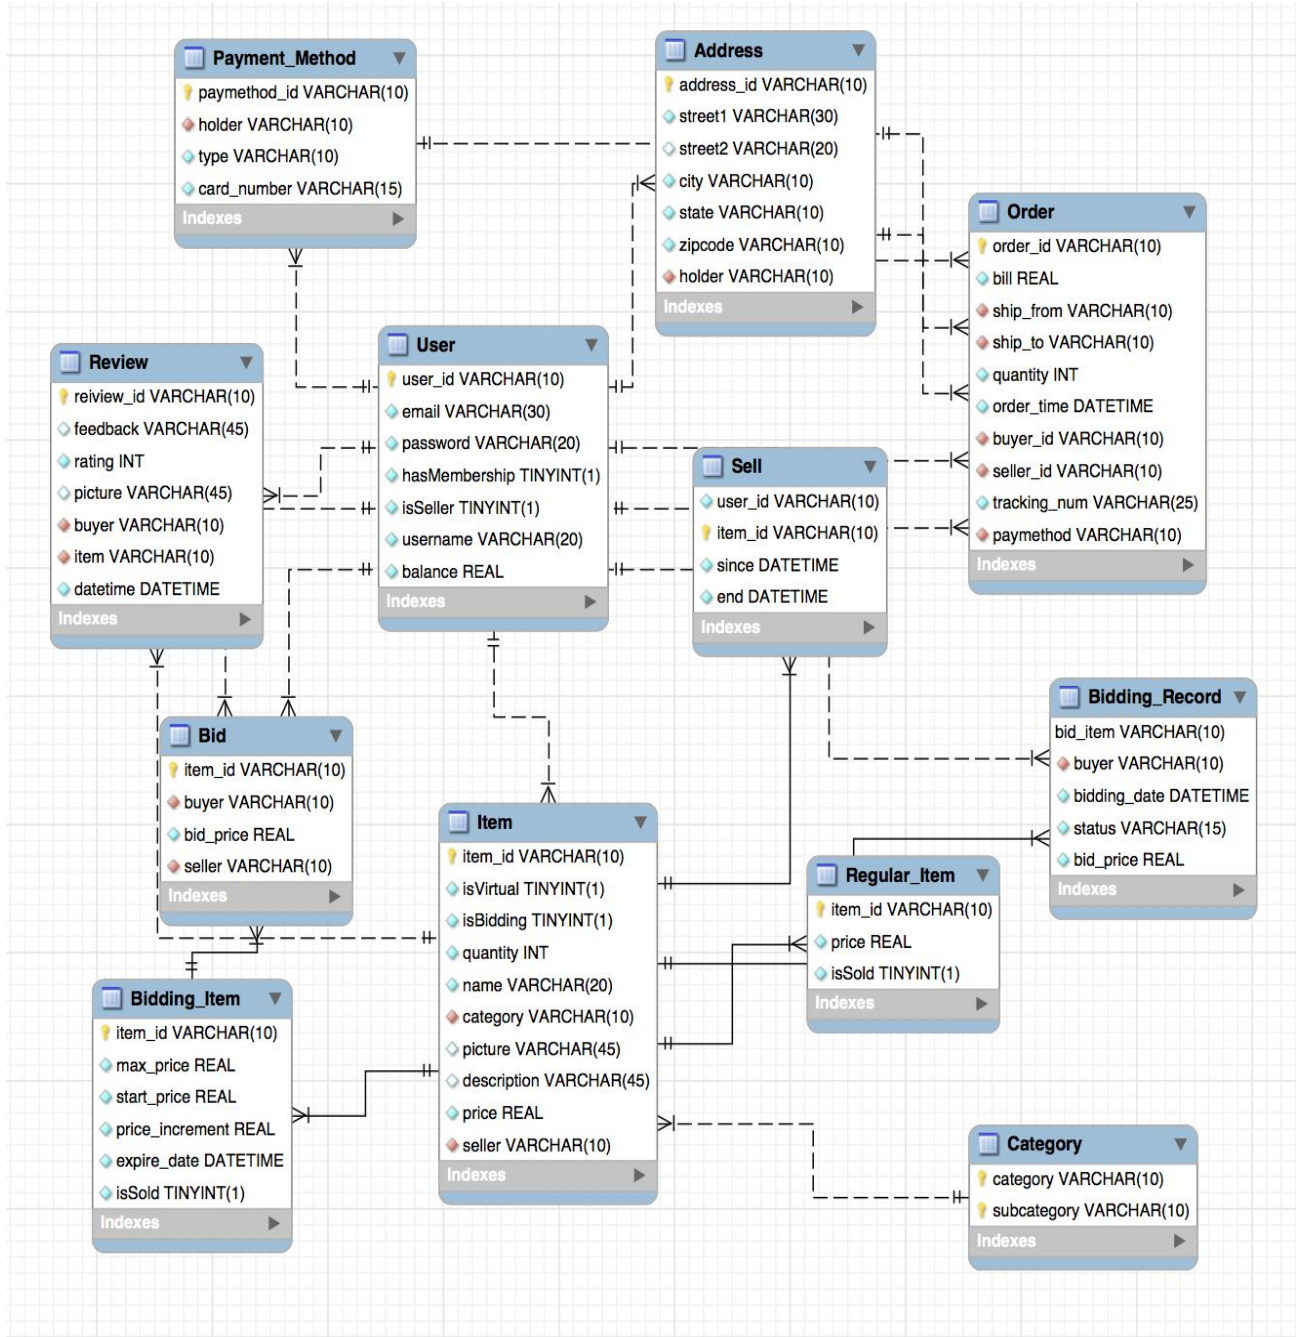 Payment_Method
paymethod_id VARCHAR(10)
holder VARCHAR(10)
type VARCHAR(10)
card_number VARCHAR(15)
Indexes
Address
address_id VARCHAR(10)
street1 VARCHAR(30)
street2 VARCHAR(20)
city VARCHAR(10)
state VARCHAR(10)
zipcode VARCHAR(10)
holder VARCHAR(10)
Indexes
Order
order_id VARCHAR(10)
bill REAL
ship_from VARCHAR(10)
ship_to VARCHAR(10)
quantity INT
order_time DATETIME
buyer_id VARCHAR(10)
seller_id VARCHAR(10)
tracking_num VARCHAR(25)
paymethod VARCHAR(10)
Indexes
Review
reiview_id VARCHAR(10)
feedback VARCHAR(45)
rating INT
picture VARCHAR(45)
buyer VARCHAR(10)
item VARCHAR(10)
datetime DATETIME
Indexes
User
user_id VARCHAR(10)
email VARCHAR(30)
password VARCHAR(20)
hasMembership TINYINT(1)
isSeller TINYINT(1)
username VARCHAR(20)
balance REAL
Indexes
Sell
user_id VARCHAR(10)
item_id VARCHAR(10)
since DATETIME
end DATETIME
Indexes
Bidding_Record
bid_item VARCHAR(10)
buyer VARCHAR(10)
bidding_date DATETIME
status VARCHAR(15)
bid_price REAL
Indexes
Bid
item_id VARCHAR(10)
buyer VARCHAR(10)
bid_price REAL
seller VARCHAR(10)
Indexes
Item
item_id VARCHAR(10)
isVirtual TINYINT(1)
isBidding TINYINT(1)
quantity INT
name VARCHAR(20)
category VARCHAR(10)
picture VARCHAR(45)
description VARCHAR(45)
price REAL
seller VARCHAR(10)
Indexes
Regular_Item
item_id VARCHAR(10)
price REAL
isSold TINYINT(1)
Indexes
Bidding_Item
item_id VARCHAR(10)
max_price REAL
start_price REAL
price_increment REAL
expire_date DATETIME
isSold TINYINT(1)
Indexes
Category
category VARCHAR(10)
subcategory VARCHAR(10)
Indexes